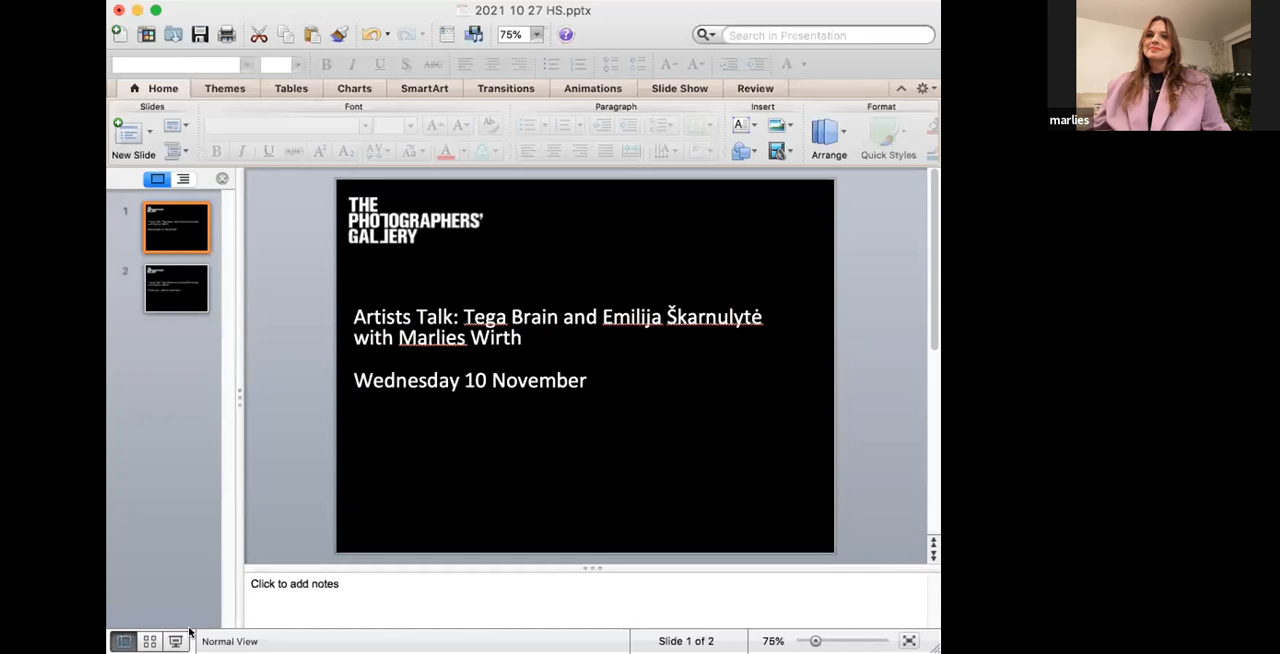 2021 10 27 HS.pptx
75%
Search in Presentation
Home
Themes
Tables
Charts
SmartArt
Transitions
Animations
Slide Show
Review
Slides
Font
Paragraph
Insert
Format
New Slide
Arrange
Quick Styles
1
2
THE
PHOTOGRAPHERS'
GALLERY
Artists Talk: Tega Brain and Emilija Škarnulytė
with Marlies Wirth
Wednesday 10 November
Click to add notes
Normal View
Slide 1 of 2
75%
marlies